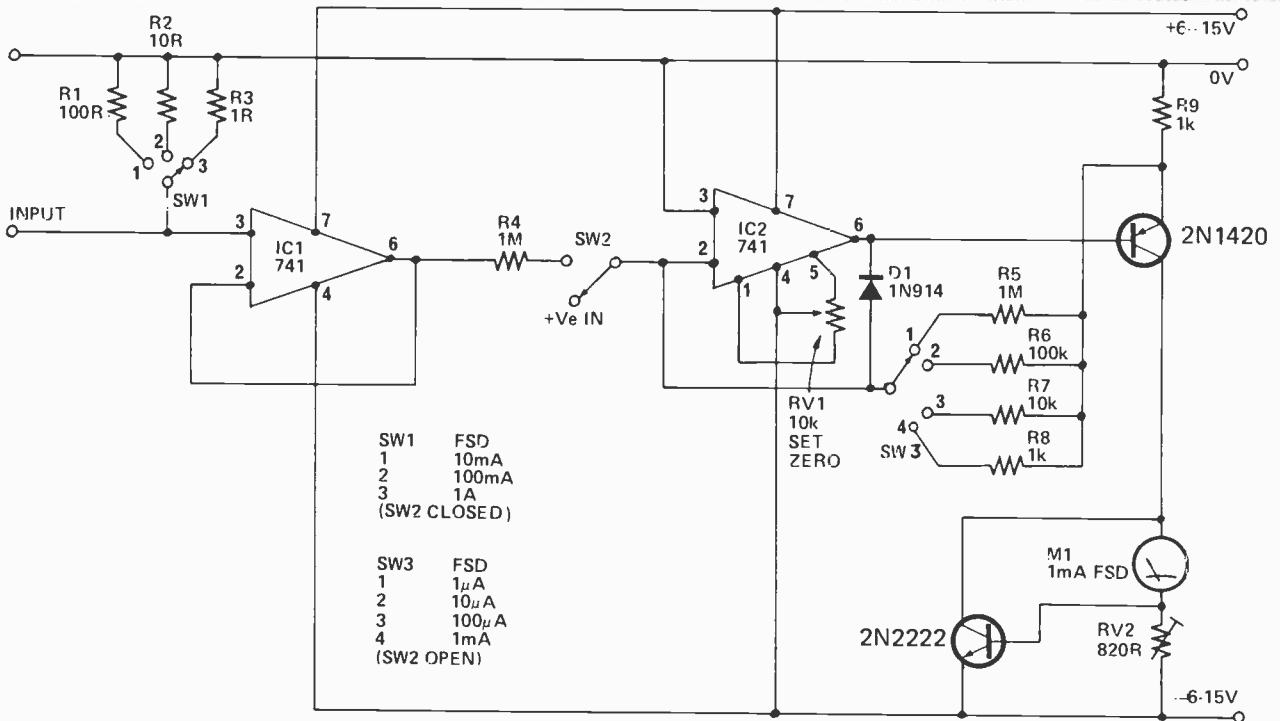 +6··15V
0V
R2
10R
R1
100R
R3
1R
1
2
3
SW1
INPUT
3
2
7
6
4
IC1
741
R4
1M
SW2
+Ve IN
3
2
7
6
1
4
5
IC2
741
D1
1N914
RV1
10k
SET
ZERO
R9
1k
2N1420
R5
1M
R6
100k
R7
10k
R8
1k
1
2
3
4
SW3
SW1 FSD
1 10mA
2 100mA
3 1A
(SW2 CLOSED)
SW3 FSD
1 1µA
2 10µA
3 100µA
4 1mA
(SW2 OPEN)
M1
1mA FSD
2N2222
RV2
820R
–6·15V